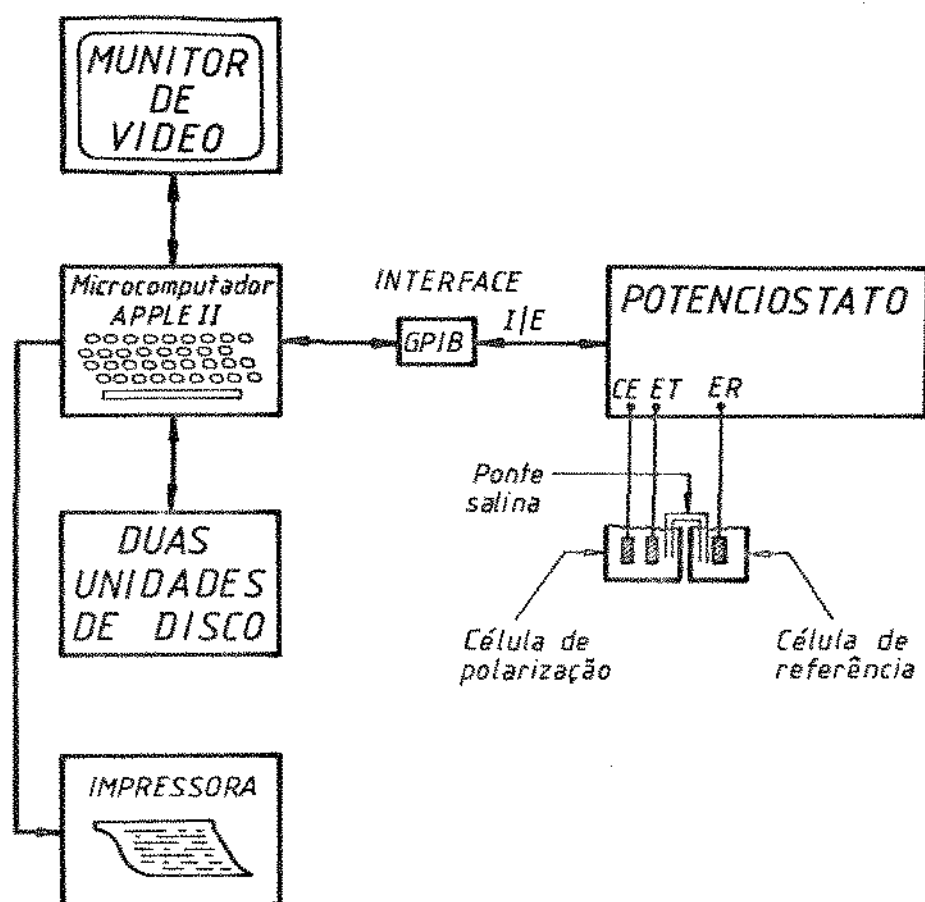 MUNITOR
DE
VIDEO
Microcomputador
APPLE II
INTERFACE
GPIB
I/E
POTENCIOSTATO
CE ET ER
Ponte
salina
DUAS
UNIDADES
DE DISCO
Célula de
polarização
Célula de
referência
IMPRESSORA